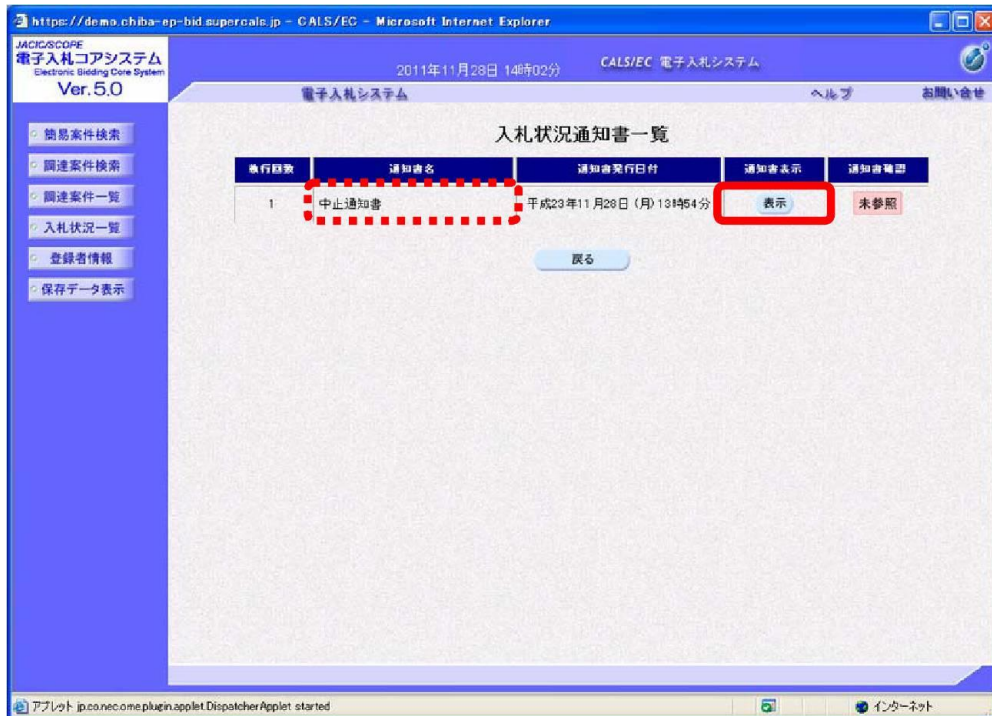 https://demo.chiba-ep-bid.supercals.jp - CALS/EC - Microsoft Internet Explorer
JACIC/SCOPE
電子入札コアシステム
Electronic Bidding Core System
Ver.5.0
2011年11月28日 14時02分
CALS/EC 電子入札システム
電子入札システム
ヘルプ
お問い合せ
簡易案件検索
調達案件検索
調達案件一覧
入札状況一覧
登録者情報
保存データ表示
入札状況通知書一覧
執行回数 通知書名 通知書発行日付 通知書表示 通知書確認
1 中止通知書 平成23年11月28日 (月) 13時54分 表示 未参照
戻る
アプレット jp.co.nec.ome.plugin.applet.DispatcherApplet started
インターネット